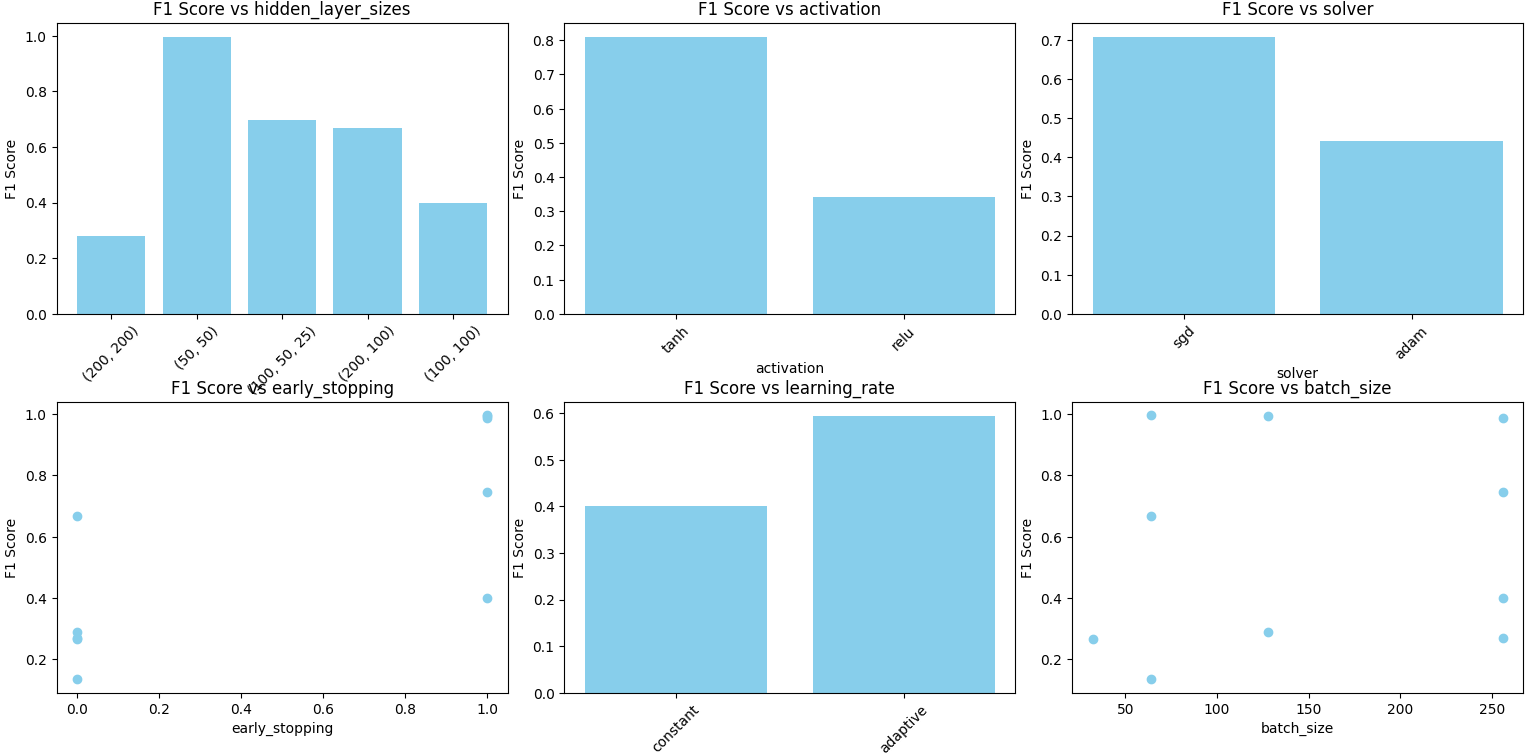 F1 Score vs hidden_layer_sizes
F1 Score
1.0
0.8
0.6
0.4
0.2
0.0
(200, 200)
(50, 50)
(100, 50, 25)
(200, 100)
(100, 100)
F1 Score vs activation
F1 Score
0.8
0.7
0.6
0.5
0.4
0.3
0.2
0.1
0.0
tanh
relu
activation
F1 Score vs solver
F1 Score
0.7
0.6
0.5
0.4
0.3
0.2
0.1
0.0
sgd
adam
solver
F1 Score vs early_stopping
F1 Score
1.0
0.8
0.6
0.4
0.2
0.0
0.2
0.4
0.6
0.8
1.0
early_stopping
F1 Score vs learning_rate
F1 Score
0.6
0.5
0.4
0.3
0.2
0.1
0.0
constant
adaptive
F1 Score vs batch_size
F1 Score
1.0
0.8
0.6
0.4
0.2
50
100
150
200
250
batch_size